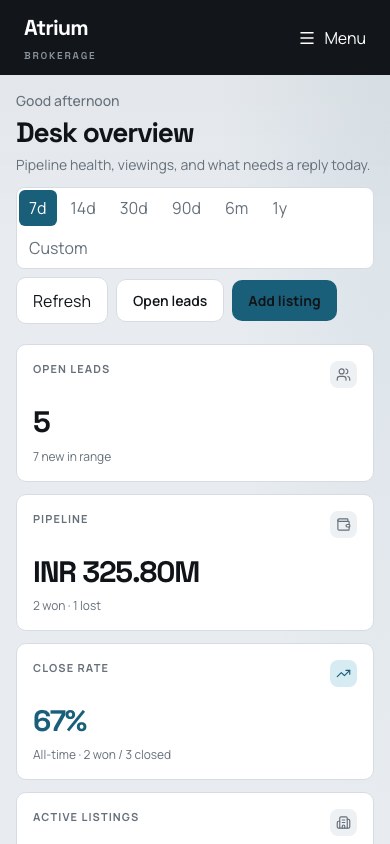 Atrium
BROKERAGE
Menu
Good afternoon
Desk overview
Pipeline health, viewings, and what needs a reply today.
7d 14d 30d 90d 6m 1y
Custom
Refresh Open leads Add listing
OPEN LEADS
5
7 new in range
PIPELINE
INR 325.80M
2 won · 1 lost
CLOSE RATE
67%
All-time · 2 won / 3 closed
ACTIVE LISTINGS